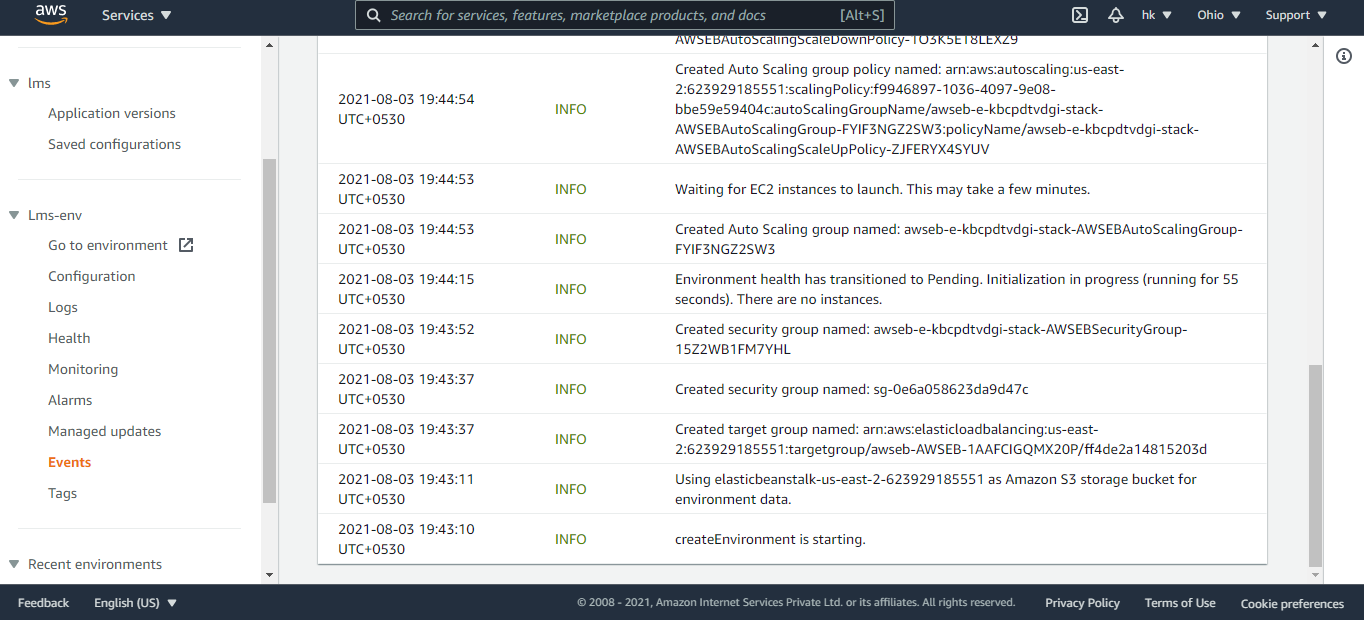 aws
Services
Search for services, features, marketplace products, and docs
[Alt+S]
hk
Ohio
Support
lms
Application versions
Saved configurations
Lms-env
Go to environment
Configuration
Logs
Health
Monitoring
Alarms
Managed updates
Events
Tags
Recent environments
AWSEBAutoScalingScaleDownPolicy-1O3K5ET8LEXZ9
2021-08-03 19:44:54
UTC+0530
INFO
Created Auto Scaling group policy named: arn:aws:autoscaling:us-east-
2:623929185551:scalingPolicy:f9946897-1036-4097-9e08-
bbe59e59404c:autoScalingGroupName/awseb-e-kbcpdtvdgi-stack-
AWSEBAutoScalingGroup-FYIF3NGZ2SW3:policyName/awseb-e-kbcpdtvdgi-stack-
AWSEBAutoScalingScaleUpPolicy-ZJFERYX4SYUV
2021-08-03 19:44:53
UTC+0530
INFO
Waiting for EC2 instances to launch. This may take a few minutes.
2021-08-03 19:44:53
UTC+0530
INFO
Created Auto Scaling group named: awseb-e-kbcpdtvdgi-stack-AWSEBAutoScalingGroup-
FYIF3NGZ2SW3
2021-08-03 19:44:15
UTC+0530
INFO
Environment health has transitioned to Pending. Initialization in progress (running for 55
seconds). There are no instances.
2021-08-03 19:43:52
UTC+0530
INFO
Created security group named: awseb-e-kbcpdtvdgi-stack-AWSEBSecurityGroup-
15Z2WB1FM7YHL
2021-08-03 19:43:37
UTC+0530
INFO
Created security group named: sg-0e6a058623da9d47c
2021-08-03 19:43:37
UTC+0530
INFO
Created target group named: arn:aws:elasticloadbalancing:us-east-
2:623929185551:targetgroup/awseb-AWSEB-1AAFCIGQMX20P/ff4de2a14815203d
2021-08-03 19:43:11
UTC+0530
INFO
Using elasticbeanstalk-us-east-2-623929185551 as Amazon S3 storage bucket for
environment data.
2021-08-03 19:43:10
UTC+0530
INFO
createEnvironment is starting.
Feedback
English (US)
© 2008 - 2021, Amazon Internet Services Private Ltd. or its affiliates. All rights reserved.
Privacy Policy
Terms of Use
Cookie preferences